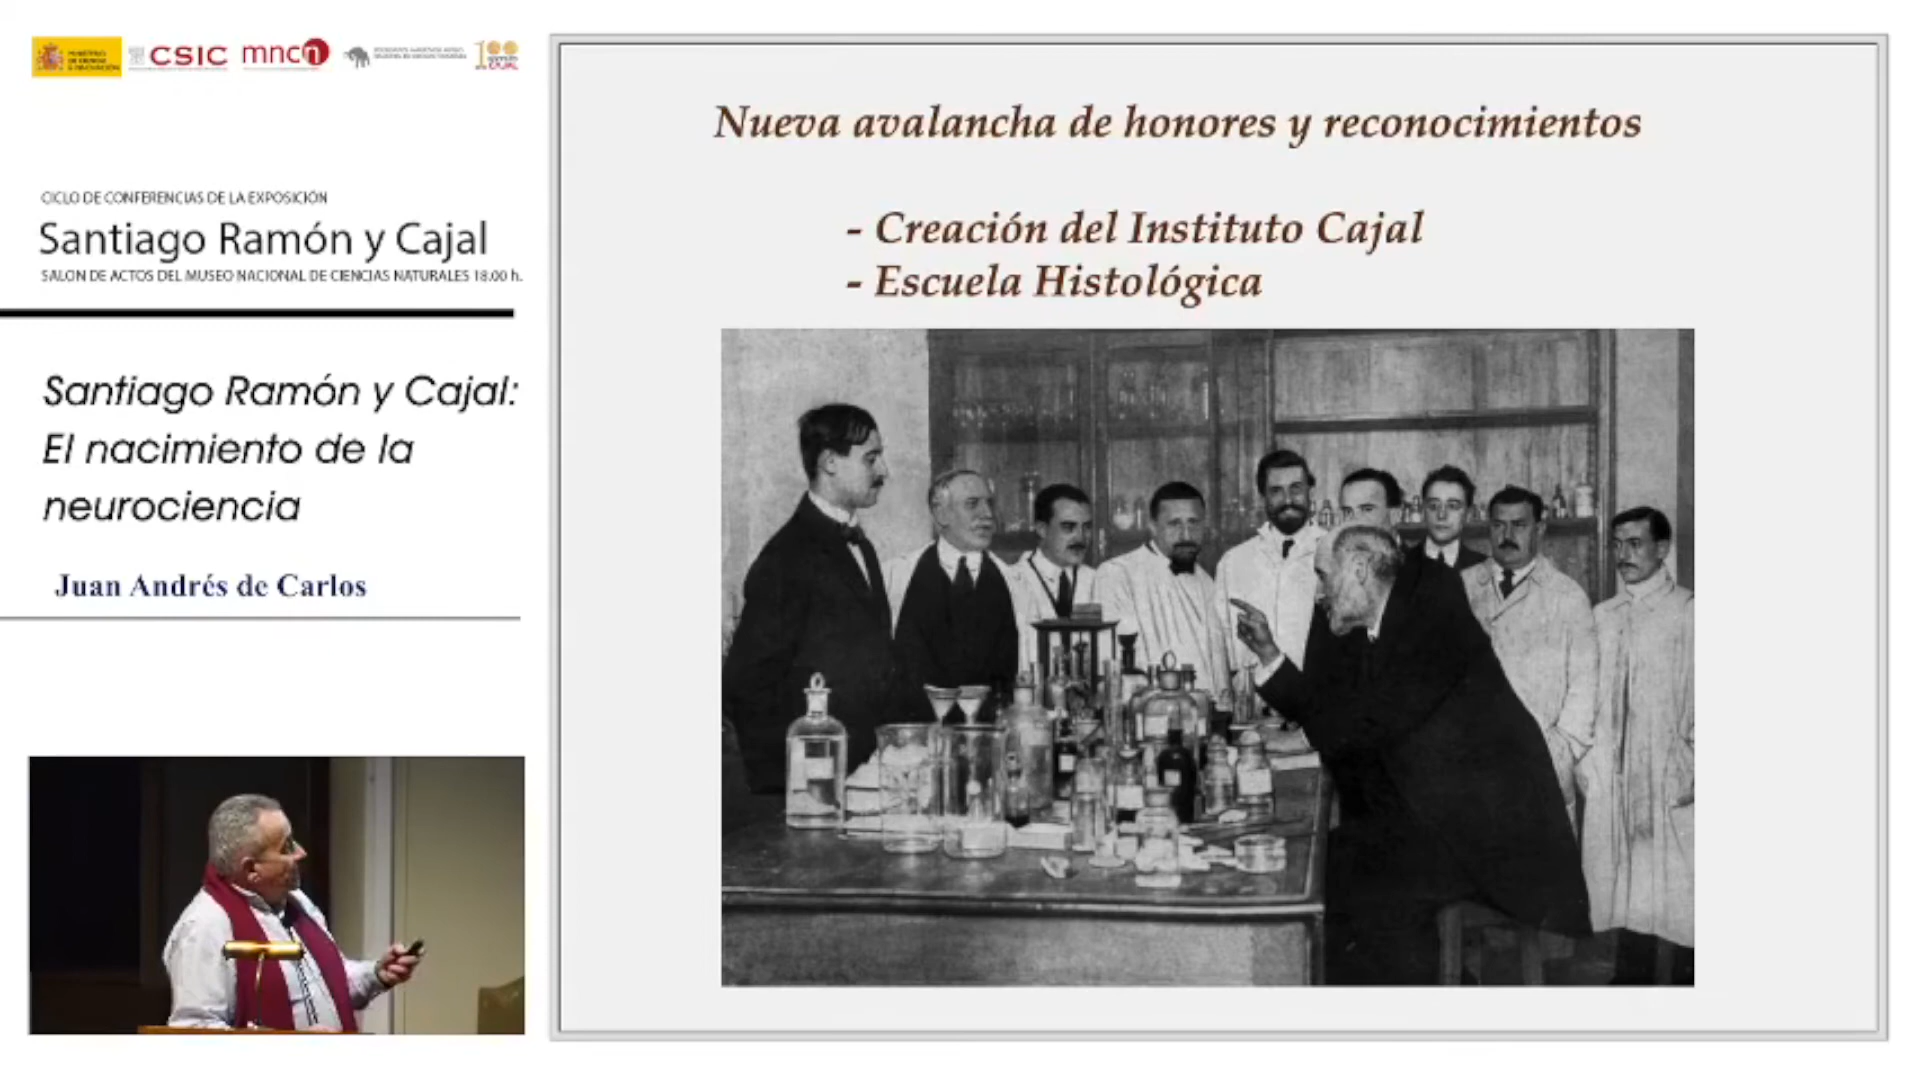 CSIC mncn
CICLO DE CONFERENCIAS DE LA EXPOSICIÓN
Santiago Ramón y Cajal
SALON DE ACTOS DEL MUSEO NACIONAL DE CIENCIAS NATURALES 18.00 h.
Santiago Ramón y Cajal:
El nacimiento de la
neurociencia
Juan Andrés de Carlos
Nueva avalancha de honores y reconocimientos
- Creación del Instituto Cajal
- Escuela Histológica